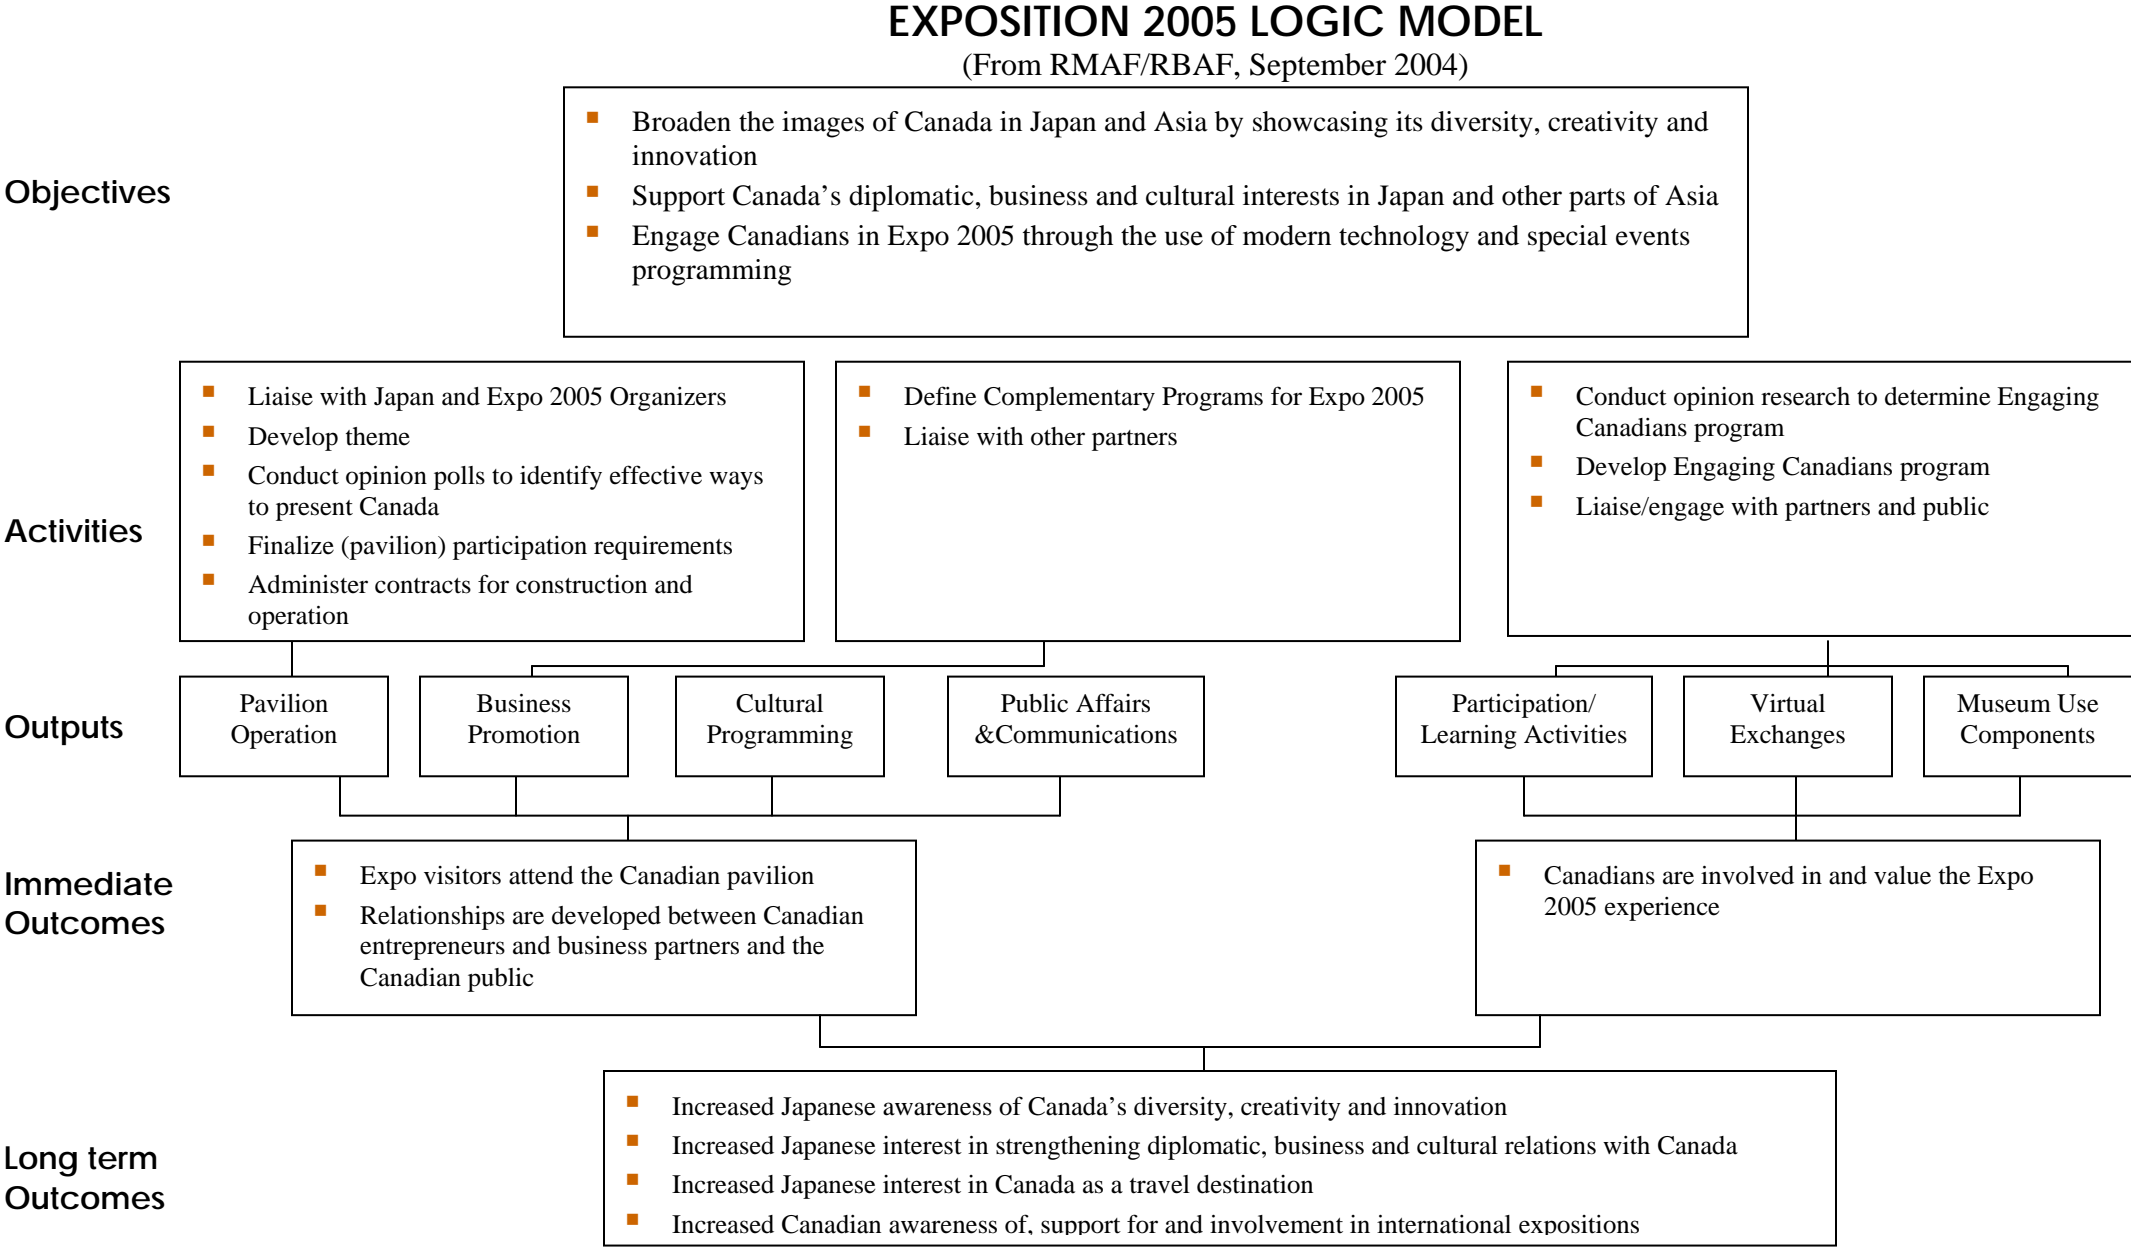 EXPOSITION 2005 LOGIC MODEL
(From RMAF/RBAF, September 2004)
Objectives
Broaden the images of Canada in Japan and Asia by showcasing its diversity, creativity and
innovation
Support Canada’s diplomatic, business and cultural interests in Japan and other parts of Asia
Engage Canadians in Expo 2005 through the use of modern technology and special events
programming
Activities
Liaise with Japan and Expo 2005 Organizers
Develop theme
Conduct opinion polls to identify effective ways
to present Canada
Finalize (pavilion) participation requirements
Administer contracts for construction and
operation
Define Complementary Programs for Expo 2005
Liaise with other partners
Conduct opinion research to determine Engaging
Canadians program
Develop Engaging Canadians program
Liaise/engage with partners and public
Outputs
Pavilion
Operation
Business
Promotion
Cultural
Programming
Public Affairs
&Communications
Participation/
Learning Activities
Virtual
Exchanges
Museum Use
Components
Immediate
Outcomes
Expo visitors attend the Canadian pavilion
Relationships are developed between Canadian
entrepreneurs and business partners and the
Canadian public
Canadians are involved in and value the Expo
2005 experience
Long term
Outcomes
Increased Japanese awareness of Canada’s diversity, creativity and innovation
Increased Japanese interest in strengthening diplomatic, business and cultural relations with Canada
Increased Japanese interest in Canada as a travel destination
Increased Canadian awareness of, support for and involvement in international expositions